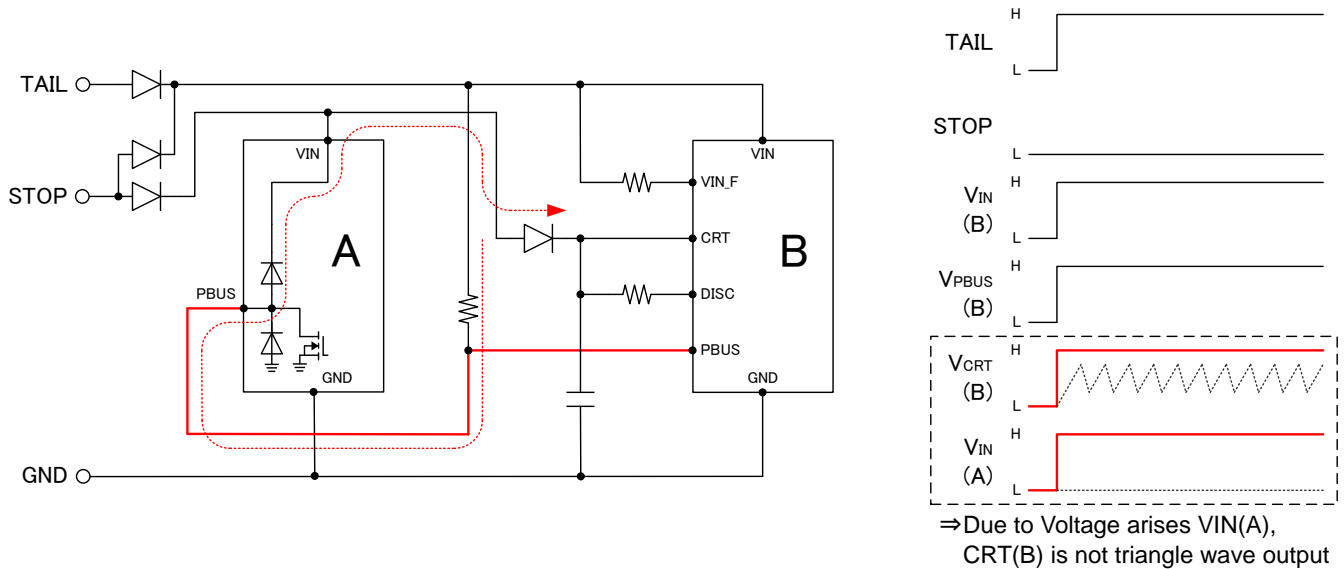 TAIL
STOP
GND
VIN
A
PBUS
GND
VIN
VIN_F
CRT
B
DISC
PBUS
GND
TAIL
H
L
STOP
L
VIN
(B)
H
L
VPBUS
(B)
H
L
VCRT
(B)
H
L
VIN
(A)
H
L
⇒Due to Voltage arises VIN(A),
CRT(B) is not triangle wave output